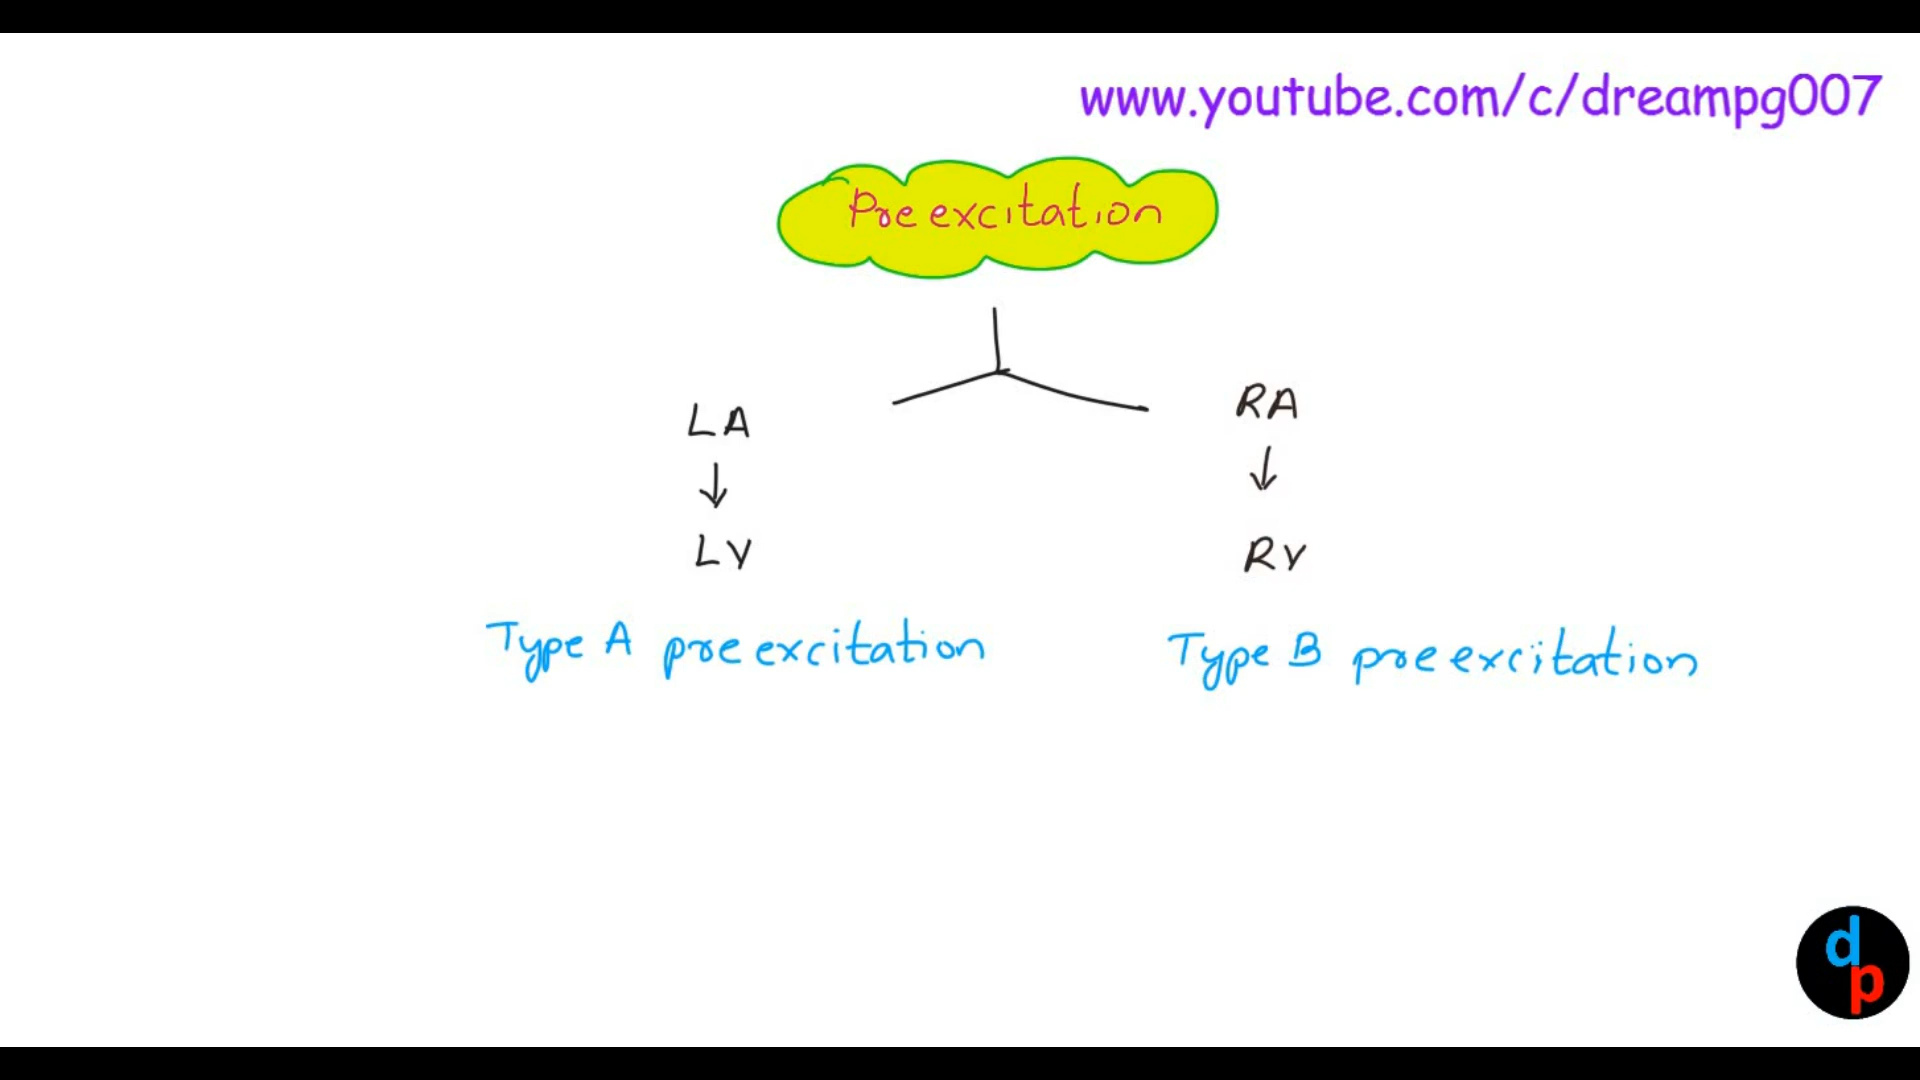 www.youtube.com/c/dreampg007
Pre excitation
LA
RA
↓
↓
LV
RV
Type A pre excitation
Type B pre excitation
dp